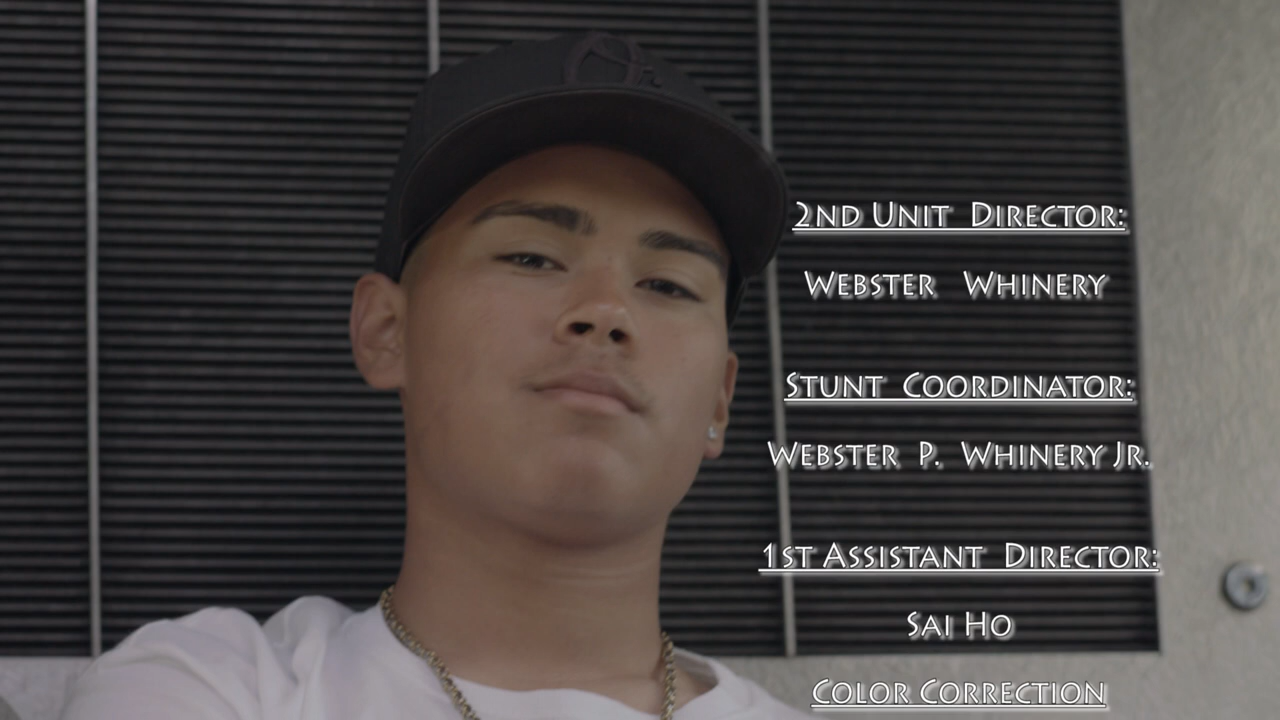 2nd Unit Director:
Webster Whinery
Stunt Coordinator:
Webster P. Whinery Jr.
1st Assistant Director:
Sai Ho
Color Correction